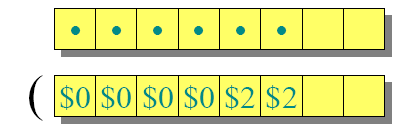 • • • • • •
( $0 $0 $0 $0 $2 $2